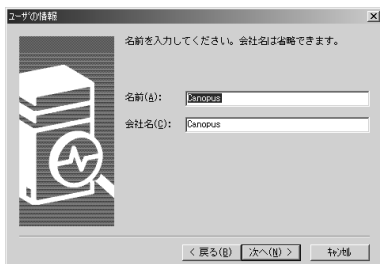 ユーザの情報
名前を入力してください。会社名は省略できます。
名前(A): Canopus
会社名(C): Canopus
< 戻る(B) 次へ(N) > キャンセル